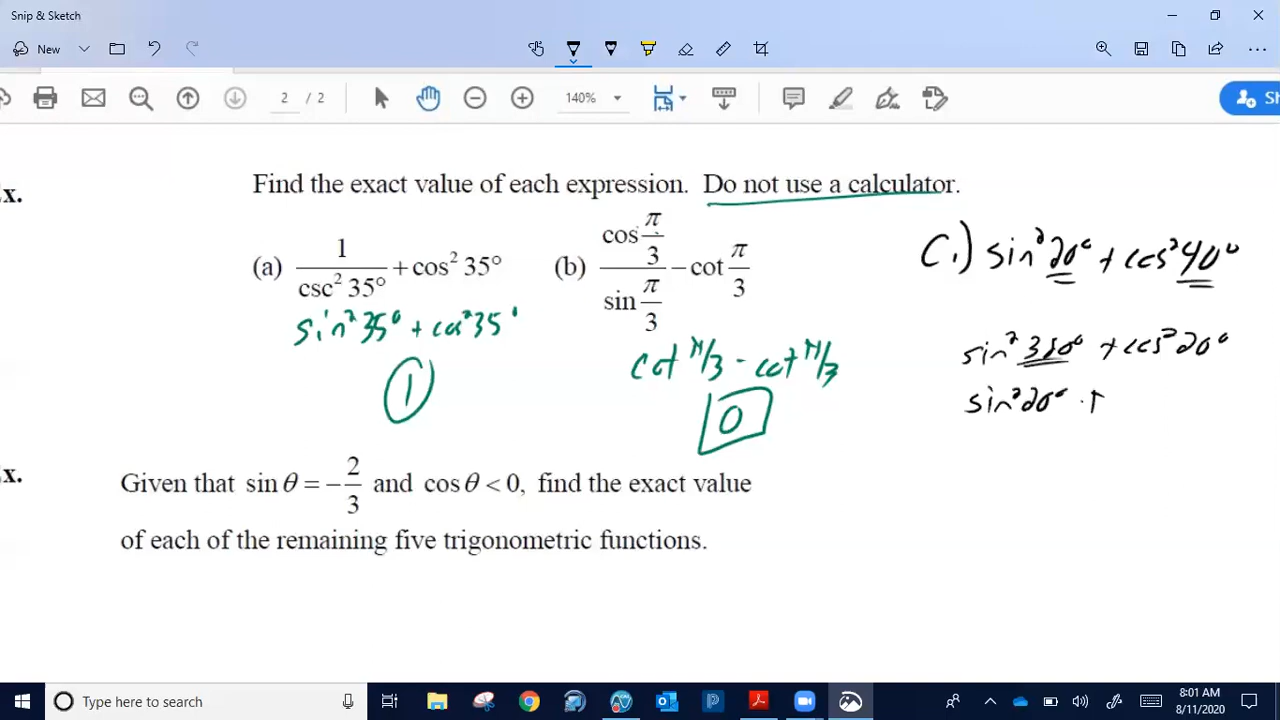 Snip & Sketch
New
2 / 2
140%
Sh
x.
Find the exact value of each expression. Do not use a calculator.
(a) 1/csc² 35° + cos² 35°
(b) cos π/3 / sin π/3 − cot π/3
C.) sin² 20° + cos² 40°
sin² 35° + cos² 35°
1
cot π/3 - cot π/3
0
sin² 380° + cos² 20°
sin² 20° +
x.
Given that sin θ = −2/3 and cos θ < 0, find the exact value
of each of the remaining five trigonometric functions.
Type here to search
8:01 AM
8/11/2020